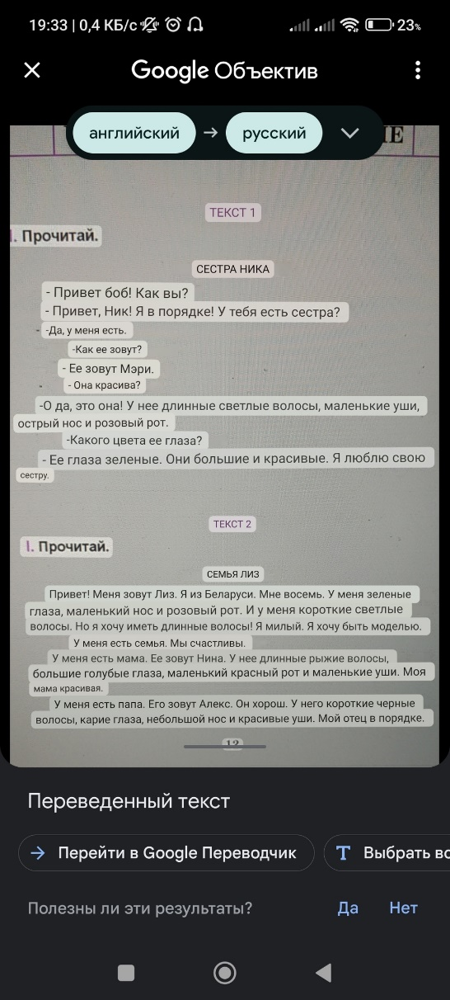 19:33 | 0,4 КБ/с 23%
Google Объектив
английский → русский
IE
ТЕКСТ 1
I. Прочитай.
СЕСТРА НИКА
- Привет боб! Как вы?
- Привет, Ник! Я в порядке! У тебя есть сестра?
-Да, у меня есть.
-Как ее зовут?
- Ее зовут Мэри.
- Она красива?
-О да, это она! У нее длинные светлые волосы, маленькие уши,
острый нос и розовый рот.
-Какого цвета ее глаза?
- Ее глаза зеленые. Они большие и красивые. Я люблю свою
сестру.
ТЕКСТ 2
I. Прочитай.
СЕМЬЯ ЛИЗ
Привет! Меня зовут Лиз. Я из Беларуси. Мне восемь. У меня зеленые
глаза, маленький нос и розовый рот. И у меня короткие светлые
волосы. Но я хочу иметь длинные волосы! Я милый. Я хочу быть моделью.
У меня есть семья. Мы счастливы.
У меня есть мама. Ее зовут Нина. У нее длинные рыжие волосы,
большие голубые глаза, маленький красный рот и маленькие уши. Моя
мама красивая.
У меня есть папа. Его зовут Алекс. Он хорош. У него короткие черные
волосы, карие глаза, небольшой нос и красивые уши. Мой отец в порядке.
12
Переведенный текст
→ Перейти в Google Переводчик
T Выбрать вс
Полезны ли эти результаты? Да Нет